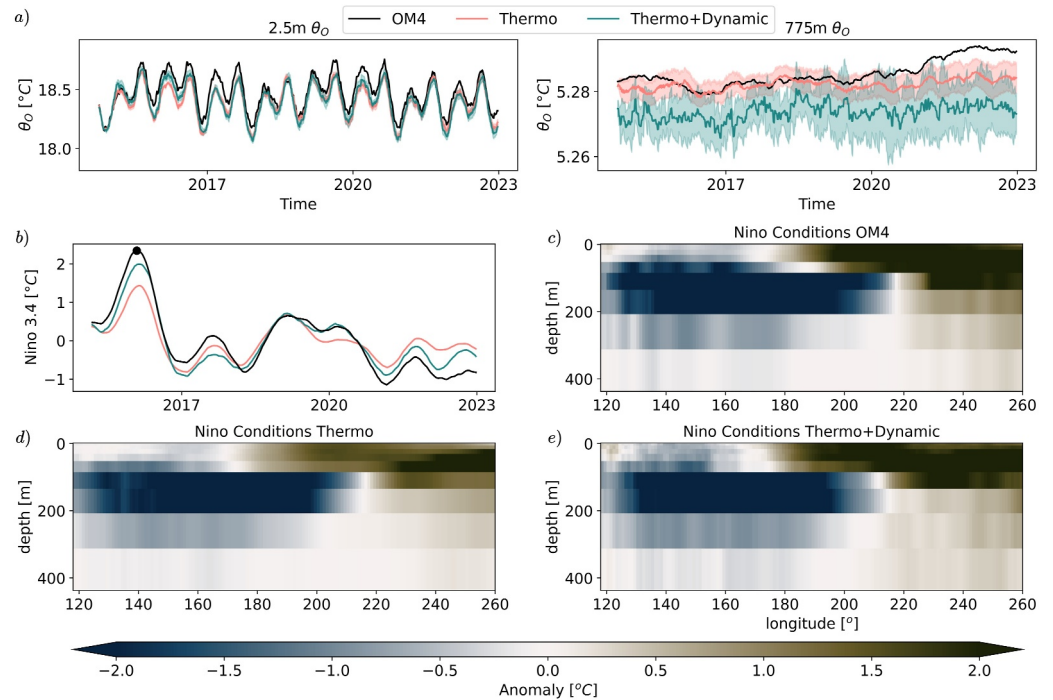 a)
OM4 Thermo Thermo+Dynamic
2.5m θO 775m θO
θO [°C]
18.5
18.0
2017 2020 2023
Time
θO [°C]
5.28
5.26
2017 2020 2023
Time
b)
Nino 3.4 [°C]
2
1
0
−1
2017 2020 2023
c)
Nino Conditions OM4
depth [m]
0
200
400
120 140 160 180 200 220 240 260
d)
Nino Conditions Thermo
depth [m]
0
200
400
120 140 160 180 200 220 240 260
e)
Nino Conditions Thermo+Dynamic
depth [m]
0
200
400
120 140 160 180 200 220 240 260
longitude [o]
−2.0 −1.5 −1.0 −0.5 0.0 0.5 1.0 1.5 2.0
Anomaly [oC]